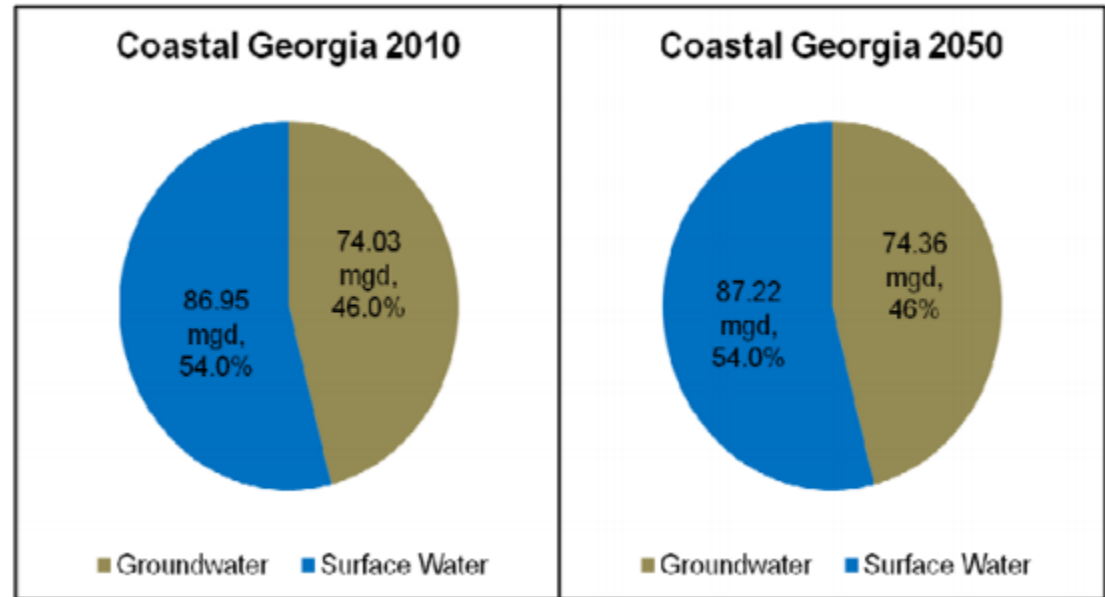 Coastal Georgia 2010
74.03
mgd,
46.0%
86.95
mgd,
54.0%
Groundwater Surface Water
Coastal Georgia 2050
74.36
mgd,
46%
87.22
mgd,
54.0%
Groundwater Surface Water